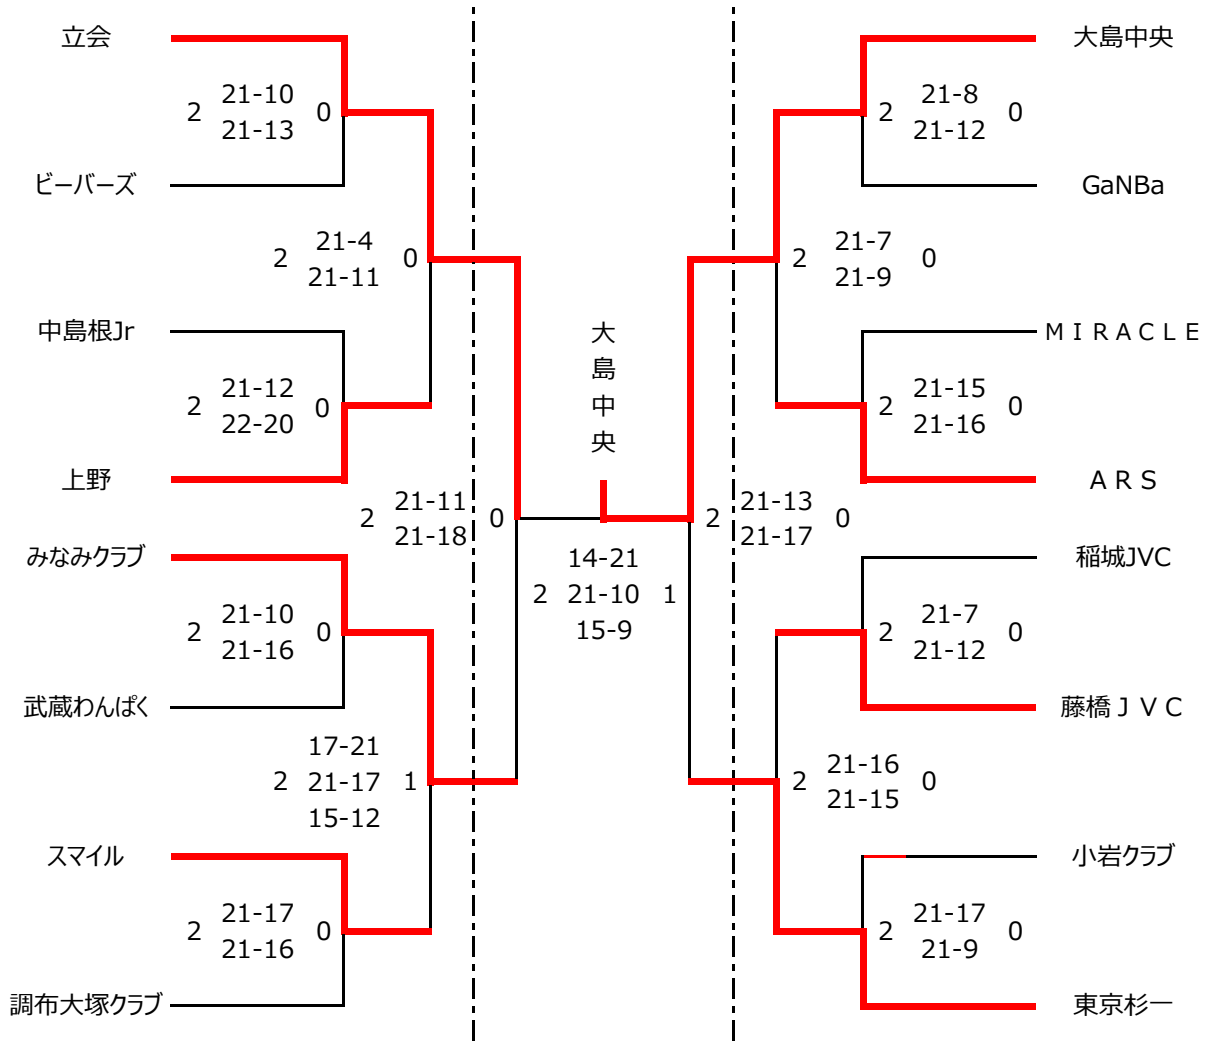 立会
2 21-10 0
21-13
ビーバーズ
2 21-4 0
21-11
中島根Jr
2 21-12 0
22-20
上野
2 21-11 0
21-18
みなみクラブ
2 21-10 0
21-16
武蔵わんぱく
17-21
2 21-17 1
15-12
スマイル
2 21-17 0
21-16
調布大塚クラブ
大島中央
14-21
2 21-10 1
15-9
大島中央
2 21-8 0
21-12
GaNBa
2 21-7 0
21-9
ＭＩＲＡＣＬＥ
2 21-15 0
21-16
ＡＲＳ
2 21-13 0
21-17
稲城JVC
2 21-7 0
21-12
藤橋ＪＶＣ
2 21-16 0
21-15
小岩クラブ
2 21-17 0
21-9
東京杉一